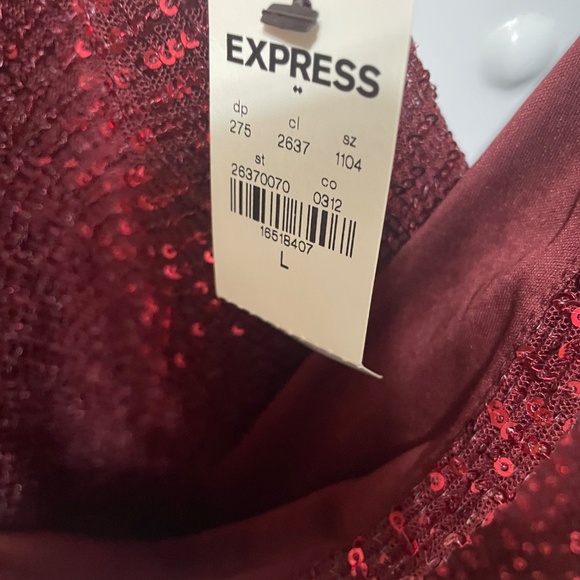 EXPRESS
dp cl sz
275 2637 1104
st co
26370070 0312
16518407
L